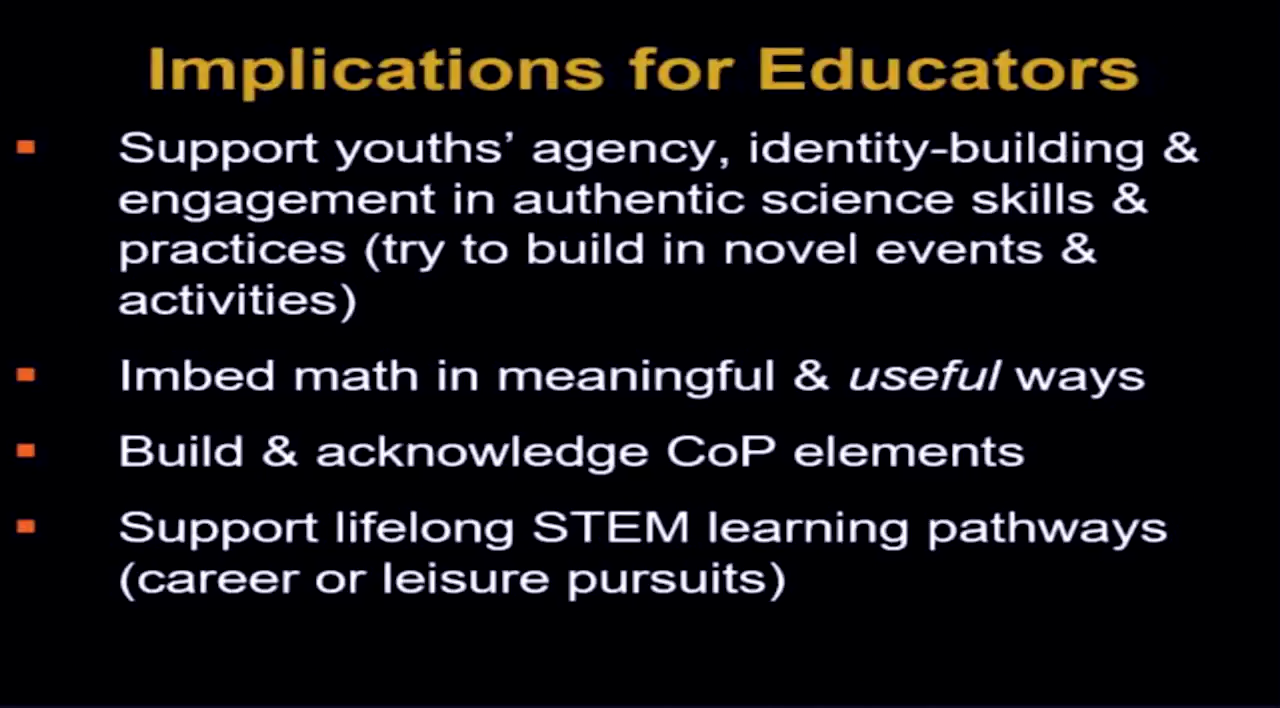 Implications for Educators
Support youths’ agency, identity-building &
engagement in authentic science skills &
practices (try to build in novel events &
activities)
Imbed math in meaningful & useful ways
Build & acknowledge CoP elements
Support lifelong STEM learning pathways
(career or leisure pursuits)